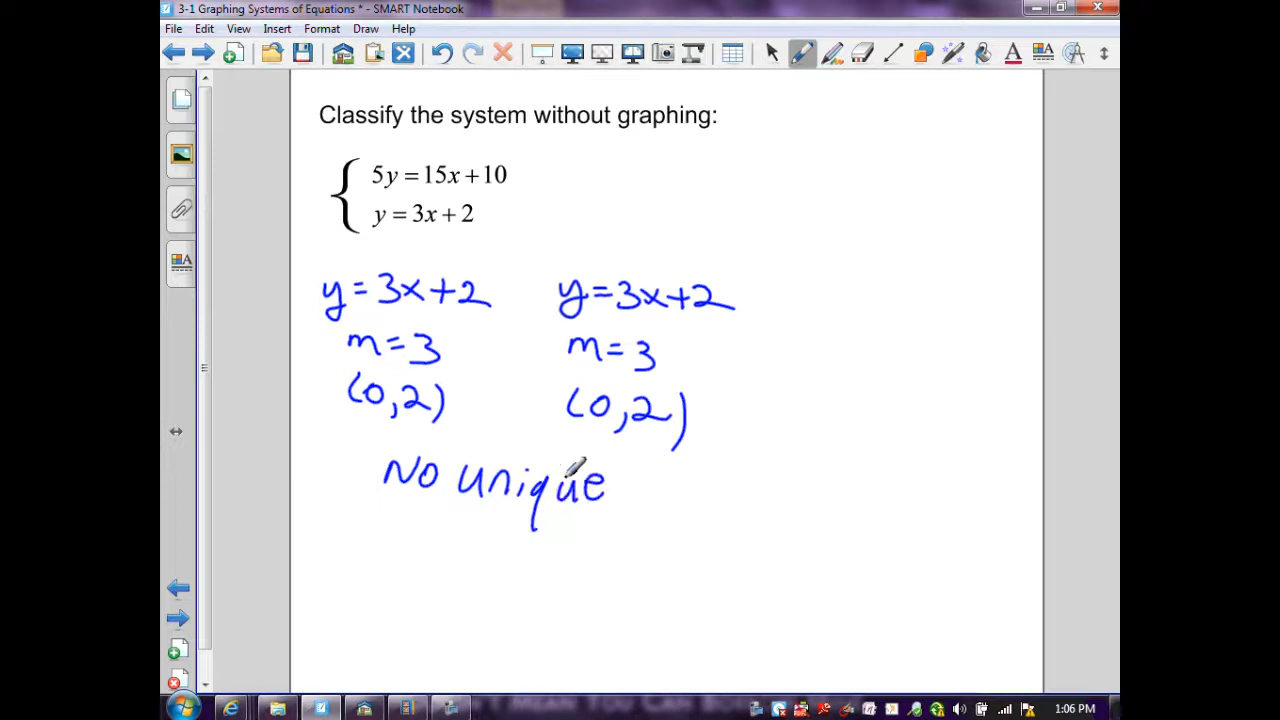 3-1 Graphing Systems of Equations * - SMART Notebook
File Edit View Insert Format Draw Help
Classify the system without graphing:
5y = 15x + 10
y = 3x + 2
y = 3x + 2 y = 3x + 2
m = 3 m = 3
(0, 2) (0, 2)
No unique
1:06 PM